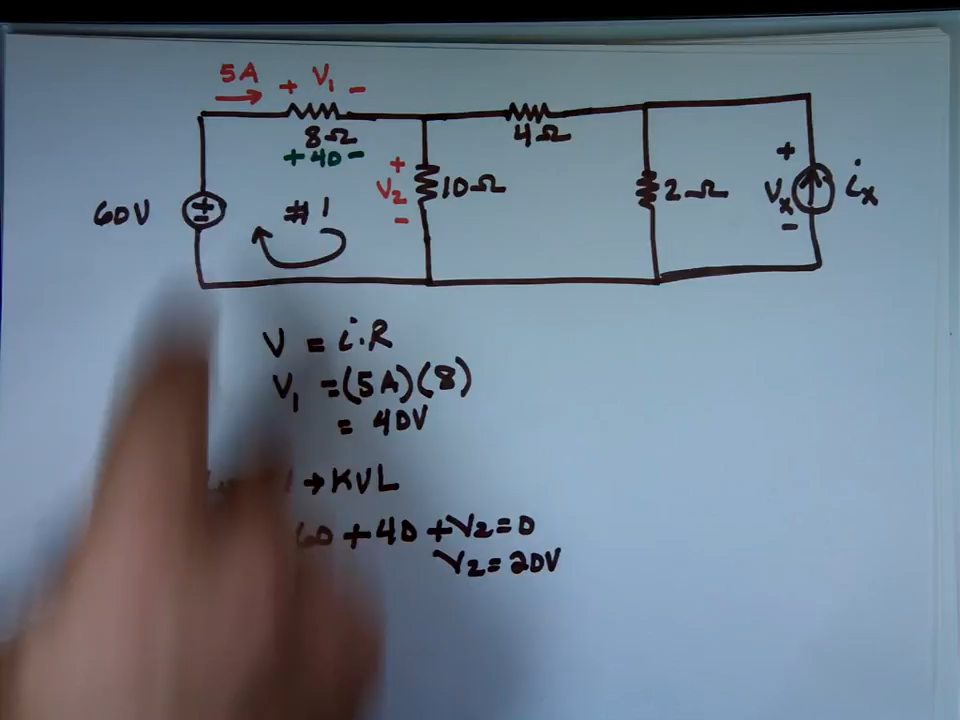 5A + V₁ -
8Ω
+ 40 -
4Ω
60V
#1
+
V₂
-
10Ω
2Ω
+
Vx
-
ix
V = i.R
V₁ = (5A)(8)
= 40V
→ KVL
60 + 40 + V₂ = 0
V₂ = 20V